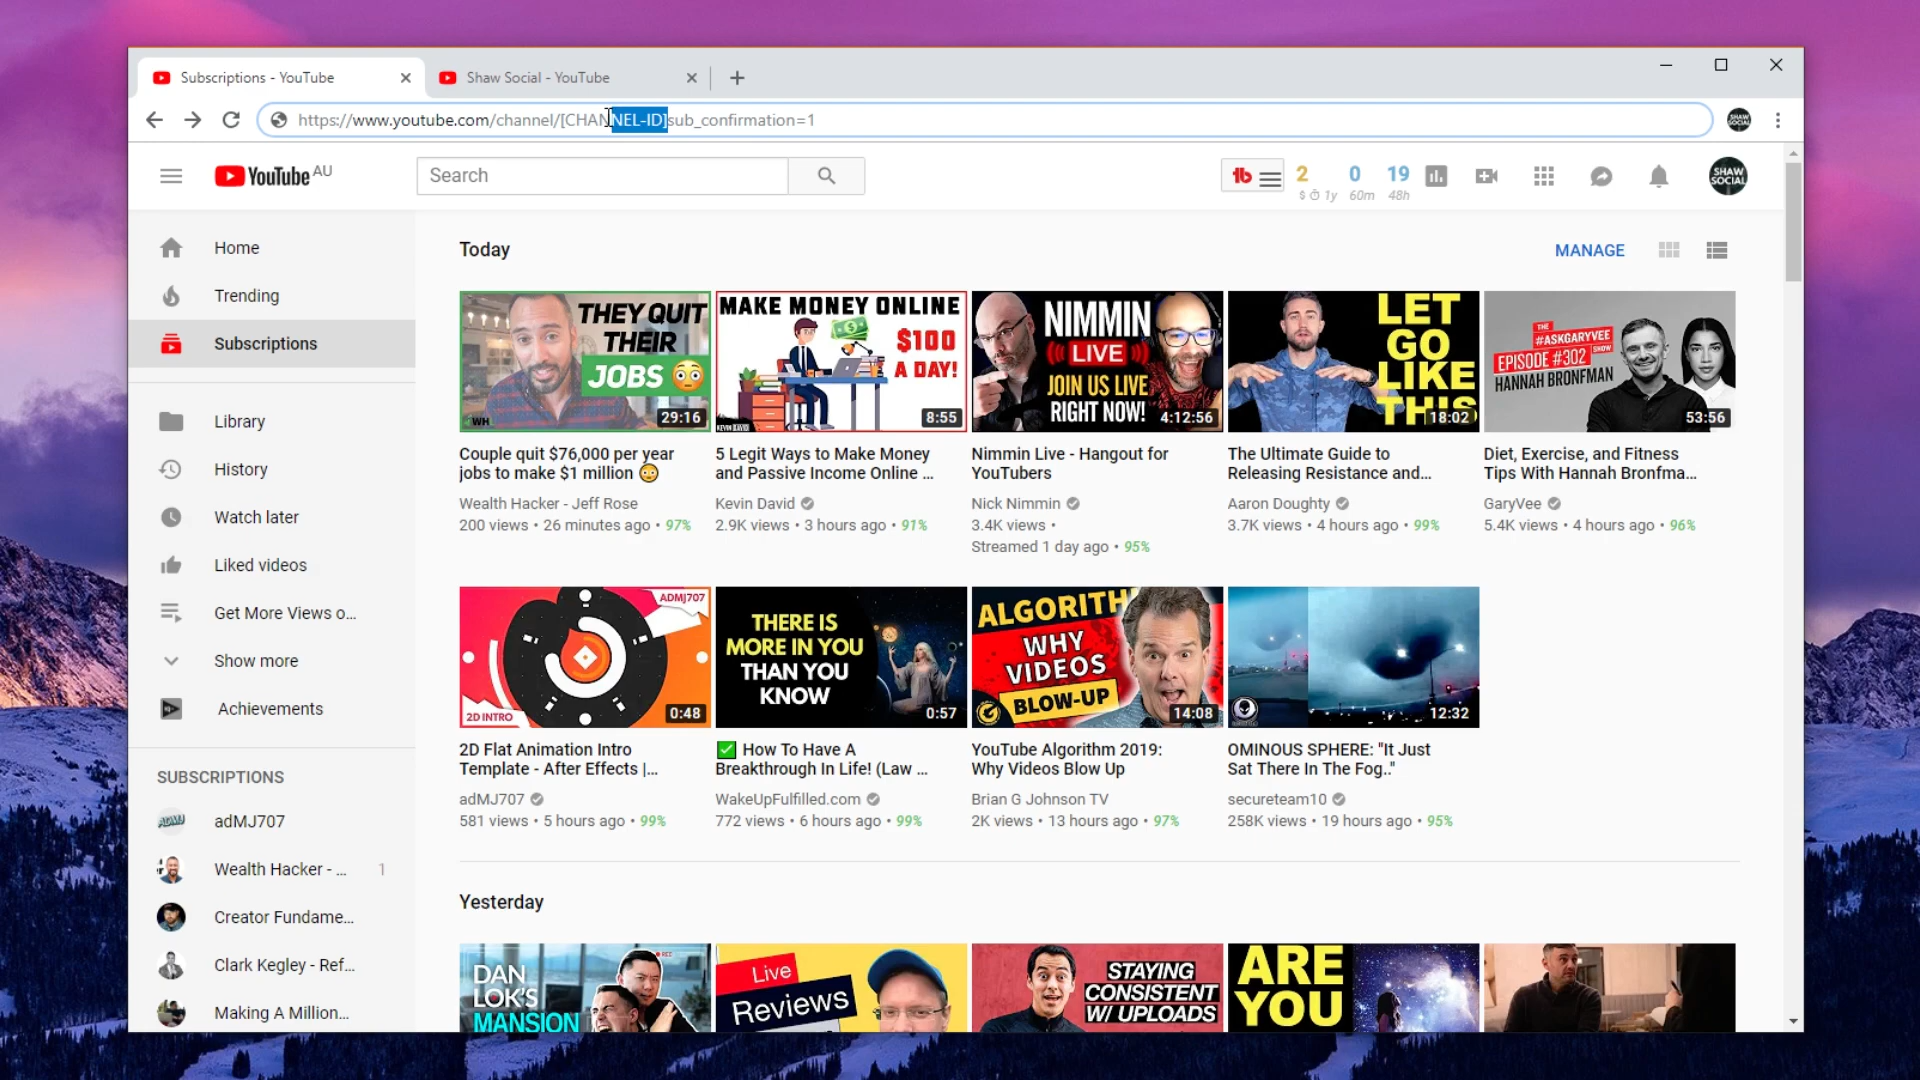 Subscriptions - YouTube
Shaw Social - YouTube
https://www.youtube.com/channel/[CHANNEL-ID]sub_confirmation=1
SHAW
SOCIAL
YouTube AU
Search
2
$ 1y
0
60m
19
48h
SHAW
SOCIAL
Home
Trending
Subscriptions
Library
History
Watch later
Liked videos
Get More Views o...
Show more
Achievements
SUBSCRIPTIONS
adMJ707
Wealth Hacker - ...
1
Creator Fundame...
Clark Kegley - Ref...
Making A Million...
Today
MANAGE
THEY QUIT
THEIR
JOBS
WH
29:16
Couple quit $76,000 per year
jobs to make $1 million 😳
Wealth Hacker - Jeff Rose
200 views • 26 minutes ago • 97%
MAKE MONEY ONLINE
$100
A DAY!
KEVIN DAVID
8:55
5 Legit Ways to Make Money
and Passive Income Online ...
Kevin David
2.9K views • 3 hours ago • 91%
NIMMIN
LIVE
JOIN US LIVE
RIGHT NOW!
4:12:56
Nimmin Live - Hangout for
YouTubers
Nick Nimmin
3.4K views •
Streamed 1 day ago • 95%
LET
GO
LIKE
THIS
18:02
The Ultimate Guide to
Releasing Resistance and...
Aaron Doughty
3.7K views • 4 hours ago • 99%
THE
#ASKGARYVEE
SHOW
EPISODE #302
HANNAH BRONFMAN
53:56
Diet, Exercise, and Fitness
Tips With Hannah Bronfma...
GaryVee
5.4K views • 4 hours ago • 96%
ADMJ707
2D INTRO
0:48
2D Flat Animation Intro
Template - After Effects |...
adMJ707
581 views • 5 hours ago • 99%
THERE IS
MORE IN YOU
THAN YOU
KNOW
0:57
✅ How To Have A
Breakthrough In Life! (Law ...
WakeUpFulfilled.com
772 views • 6 hours ago • 99%
ALGORITH
WHY
VIDEOS
BLOW-UP
14:08
YouTube Algorithm 2019:
Why Videos Blow Up
Brian G Johnson TV
2K views • 13 hours ago • 97%
12:32
OMINOUS SPHERE: "It Just
Sat There In The Fog.."
secureteam10
258K views • 19 hours ago • 95%
Yesterday
DAN
LOK'S
MANSION
REC
Live
Reviews
STAYING
CONSISTENT
W/ UPLOADS
ARE
YOU